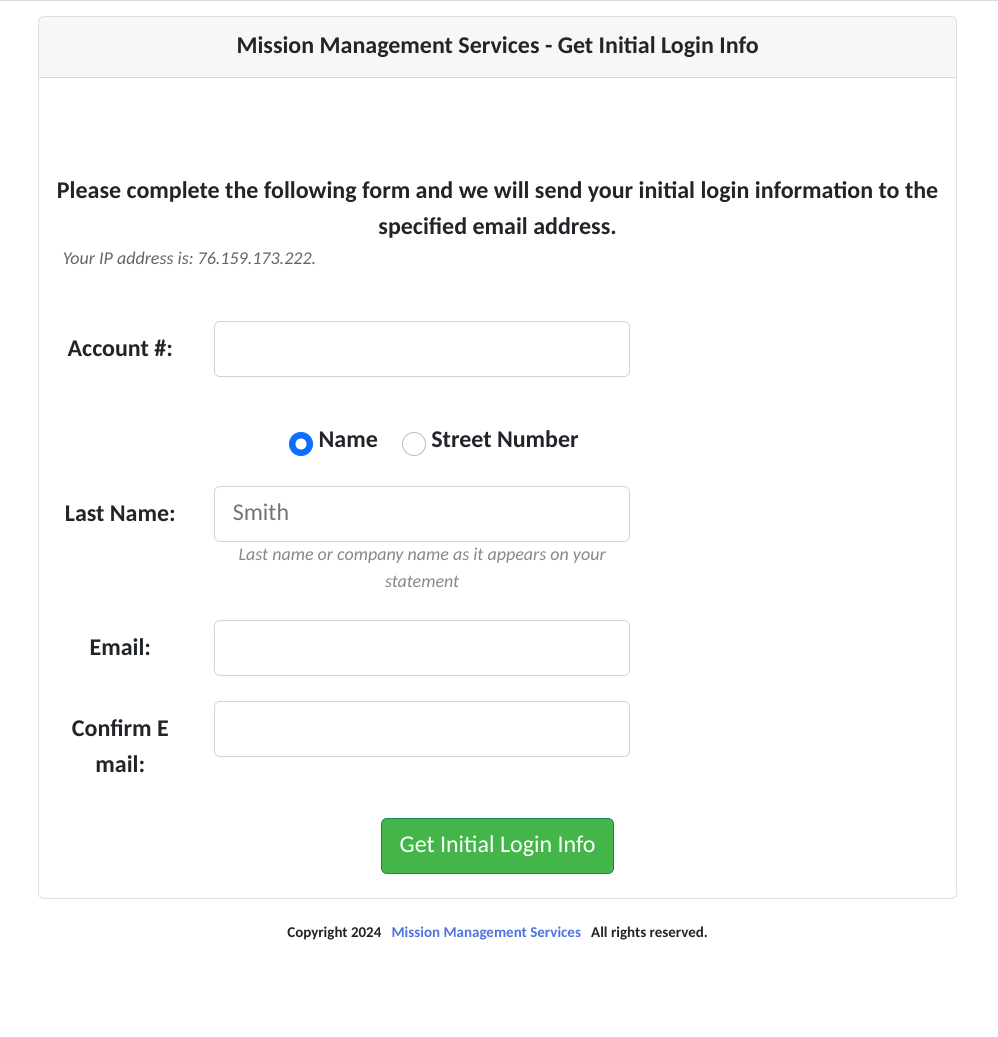 Mission Management Services - Get Initial Login Info
Please complete the following form and we will send your initial login information to the
specified email address.
Your IP address is: 76.159.173.222.
Account #:
Name Street Number
Last Name: Smith
Last name or company name as it appears on your
statement
Email:
Confirm E
mail:
Get Initial Login Info
Copyright 2024 Mission Management Services All rights reserved.